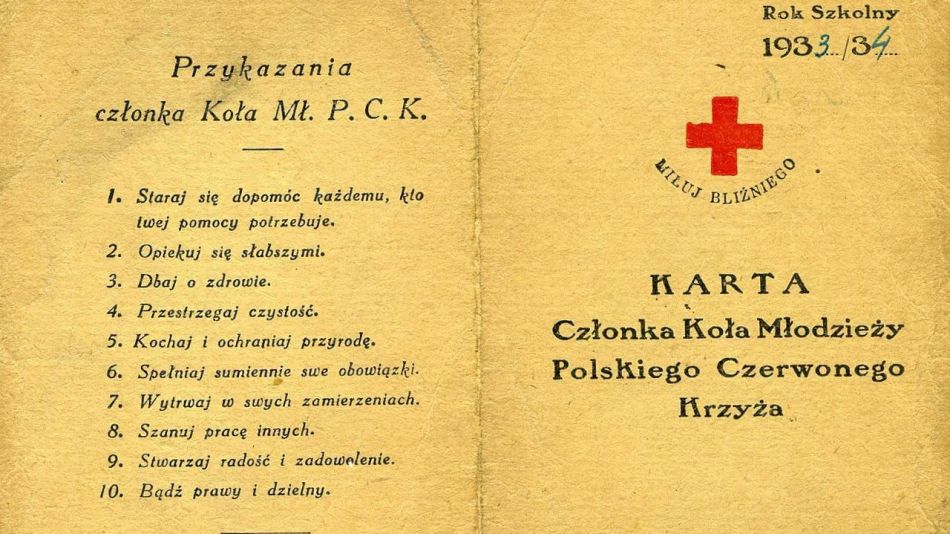 Przykazania
członka Koła Mł. P. C. K.
1. Staraj się dopomóc każdemu, kto
twej pomocy potrzebuje.
2. Opiekuj się słabszymi.
3. Dbaj o zdrowie.
4. Przestrzegaj czystość.
5. Kochaj i ochraniaj przyrodę.
6. Spełniaj sumiennie swe obowiązki.
7. Wytrwaj w swych zamierzeniach.
8. Szanuj pracę innych.
9. Stwarzaj radość i zadowolenie.
10. Bądź prawy i dzielny.
Rok Szkolny
1933/34
MIŁUJ BLIŹNIEGO
KARTA
Członka Koła Młodzieży
Polskiego Czerwonego
Krzyża